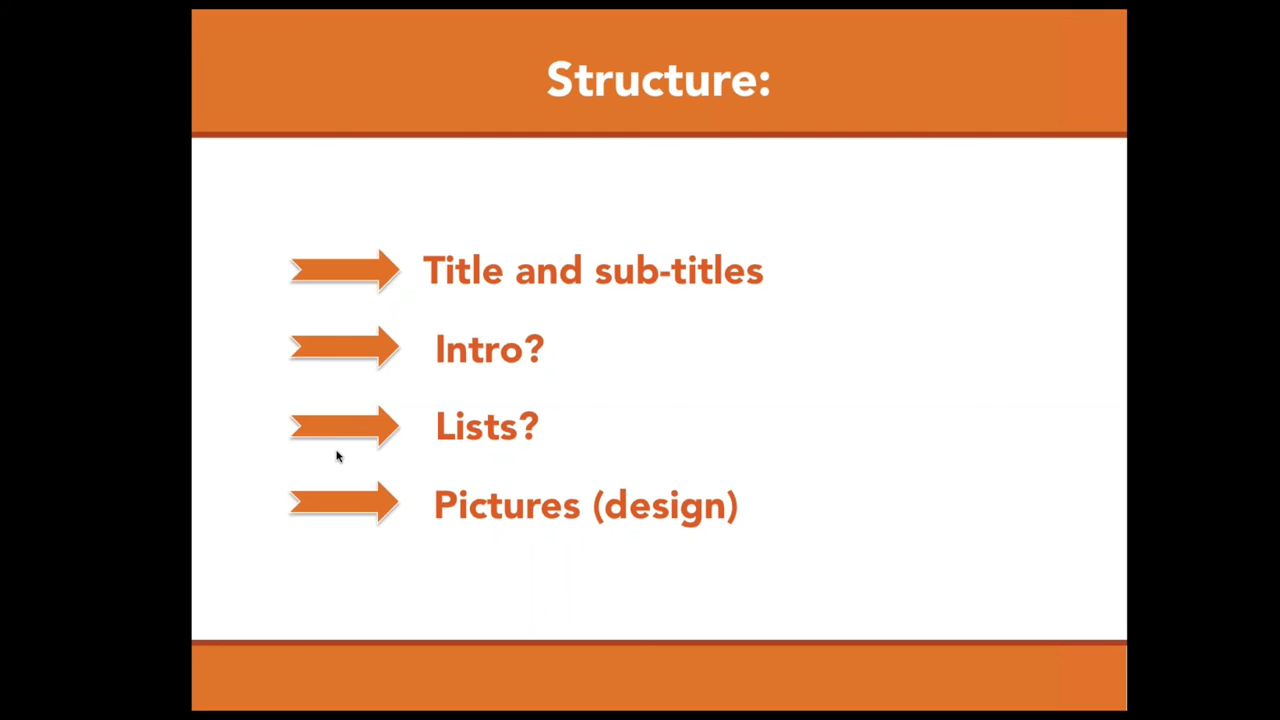 Structure:
Title and sub-titles
Intro?
Lists?
Pictures (design)